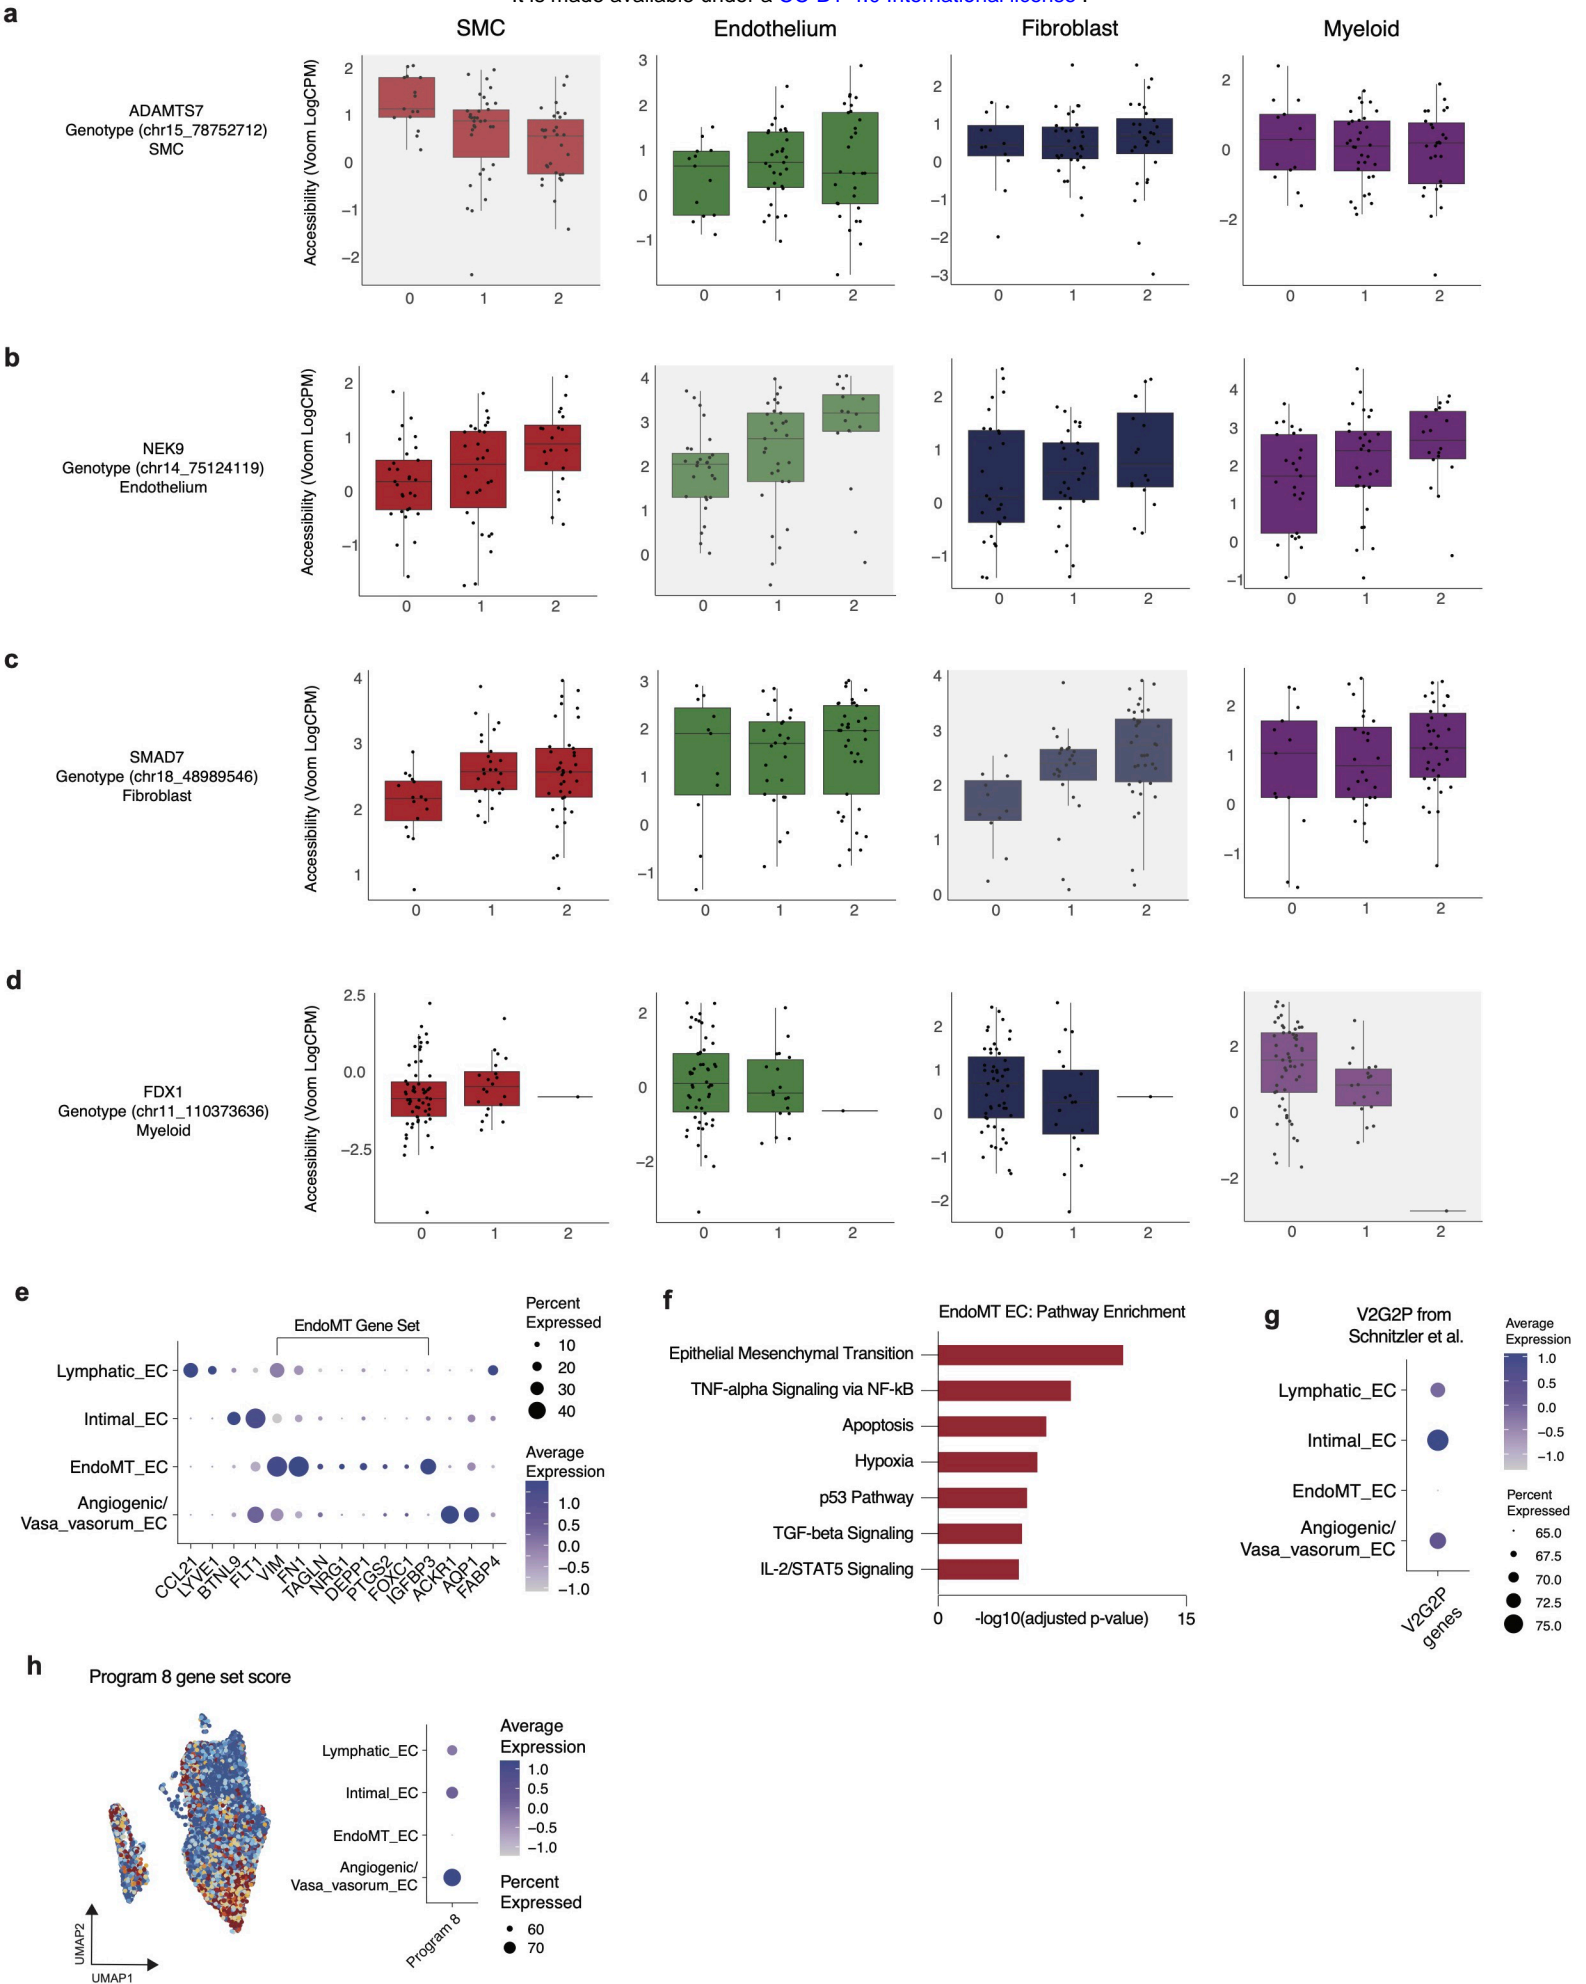 It is made available under a CC-BY 4.0 International license .
a
SMC
Endothelium
Fibroblast
Myeloid
ADAMTS7
Genotype (chr15_78752712)
SMC
Accessibility (Voom LogCPM)
2
1
0
−1
−2
0 1 2
3
2
1
0
−1
0 1 2
2
1
0
−1
−2
−3
0 1 2
2
0
−2
0 1 2
b
NEK9
Genotype (chr14_75124119)
Endothelium
Accessibility (Voom LogCPM)
2
1
0
−1
0 1 2
4
3
2
1
0
0 1 2
2
1
0
−1
0 1 2
4
3
2
1
0
−1
0 1 2
c
SMAD7
Genotype (chr18_48989546)
Fibroblast
Accessibility (Voom LogCPM)
4
3
2
1
0 1 2
3
2
1
0
−1
0 1 2
4
3
2
1
0
0 1 2
2
1
0
−1
0 1 2
d
FDX1
Genotype (chr11_110373636)
Myeloid
Accessibility (Voom LogCPM)
2.5
0.0
−2.5
0 1 2
2
0
−2
0 1 2
2
1
0
−1
−2
0 1 2
2
0
−2
0 1 2
e
EndoMT Gene Set
Lymphatic_EC
Intimal_EC
EndoMT_EC
Angiogenic/
Vasa_vasorum_EC
CCL21
LYVE1
BTNL9
FLT1
VIM
FN1
TAGLN
NRG1
DEPP1
PTGS2
FOXC1
IGFBP3
ACKR1
AQP1
FABP4
Percent
Expressed
10
20
30
40
Average
Expression
1.0
0.5
0.0
−0.5
−1.0
f
EndoMT EC: Pathway Enrichment
Epithelial Mesenchymal Transition
TNF-alpha Signaling via NF-kB
Apoptosis
Hypoxia
p53 Pathway
TGF-beta Signaling
IL-2/STAT5 Signaling
0
-log10(adjusted p-value)
15
g
V2G2P from
Schnitzler et al.
Lymphatic_EC
Intimal_EC
EndoMT_EC
Angiogenic/
Vasa_vasorum_EC
V2G2P
genes
Average
Expression
1.0
0.5
0.0
−0.5
−1.0
Percent
Expressed
65.0
67.5
70.0
72.5
75.0
h
Program 8 gene set score
UMAP2
UMAP1
Lymphatic_EC
Intimal_EC
EndoMT_EC
Angiogenic/
Vasa_vasorum_EC
Program 8
Average
Expression
1.0
0.5
0.0
−0.5
−1.0
Percent
Expressed
60
70